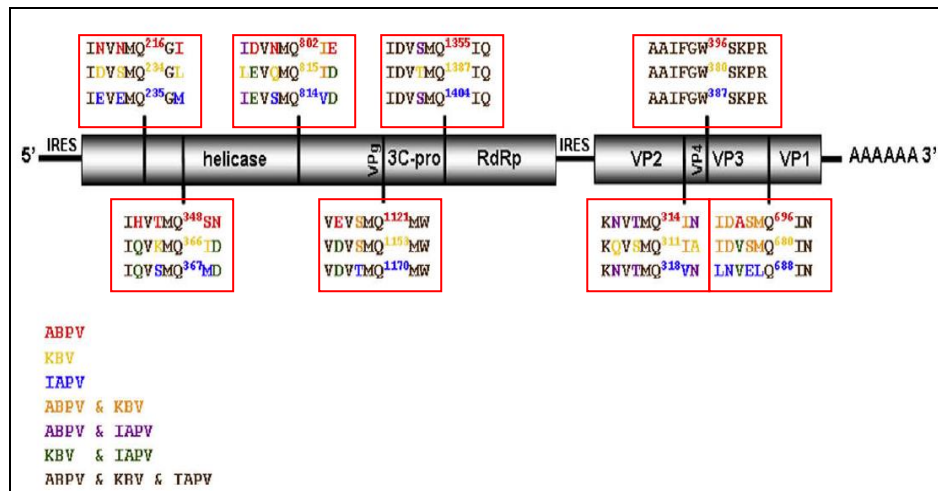 INVNMQ216GI
IDVSMQ234GL
IEVEMQ235GM
IDVNMQ802IE
LEVQMQ815ID
IEVSMQ814VD
IDVSMQ1355IQ
IDVTMQ1387IQ
IDVSMQ1404IQ
AAIFGW396SKPR
AAIFGW380SKPR
AAIFGW387SKPR
5’ IRES helicase VPg 3C-pro RdRp IRES VP2 VP4 VP3 VP1 AAAAAA 3’
IHVTMQ348SN
IQVKMQ366ID
IQVSMQ367MD
VEVSMQ1121MW
VDVSMQ1153MW
VDVTMQ1170MW
KNVTMQ314IN
KQVSMQ311IA
KNVTMQ318VN
IDASMQ696IN
IDVSMQ680IN
LNVELQ688IN
ABPV
KBV
IAPV
ABPV & KBV
ABPV & IAPV
KBV & IAPV
ABPV & KBV & IAPV